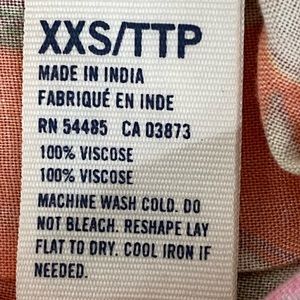 XXS/TTP
MADE IN INDIA
FABRIQUÉ EN INDE
RN 54485 CA 03873
100% VISCOSE
100% VISCOSE
MACHINE WASH COLD. DO
NOT BLEACH. RESHAPE LAY
FLAT TO DRY. COOL IRON IF
NEEDED.